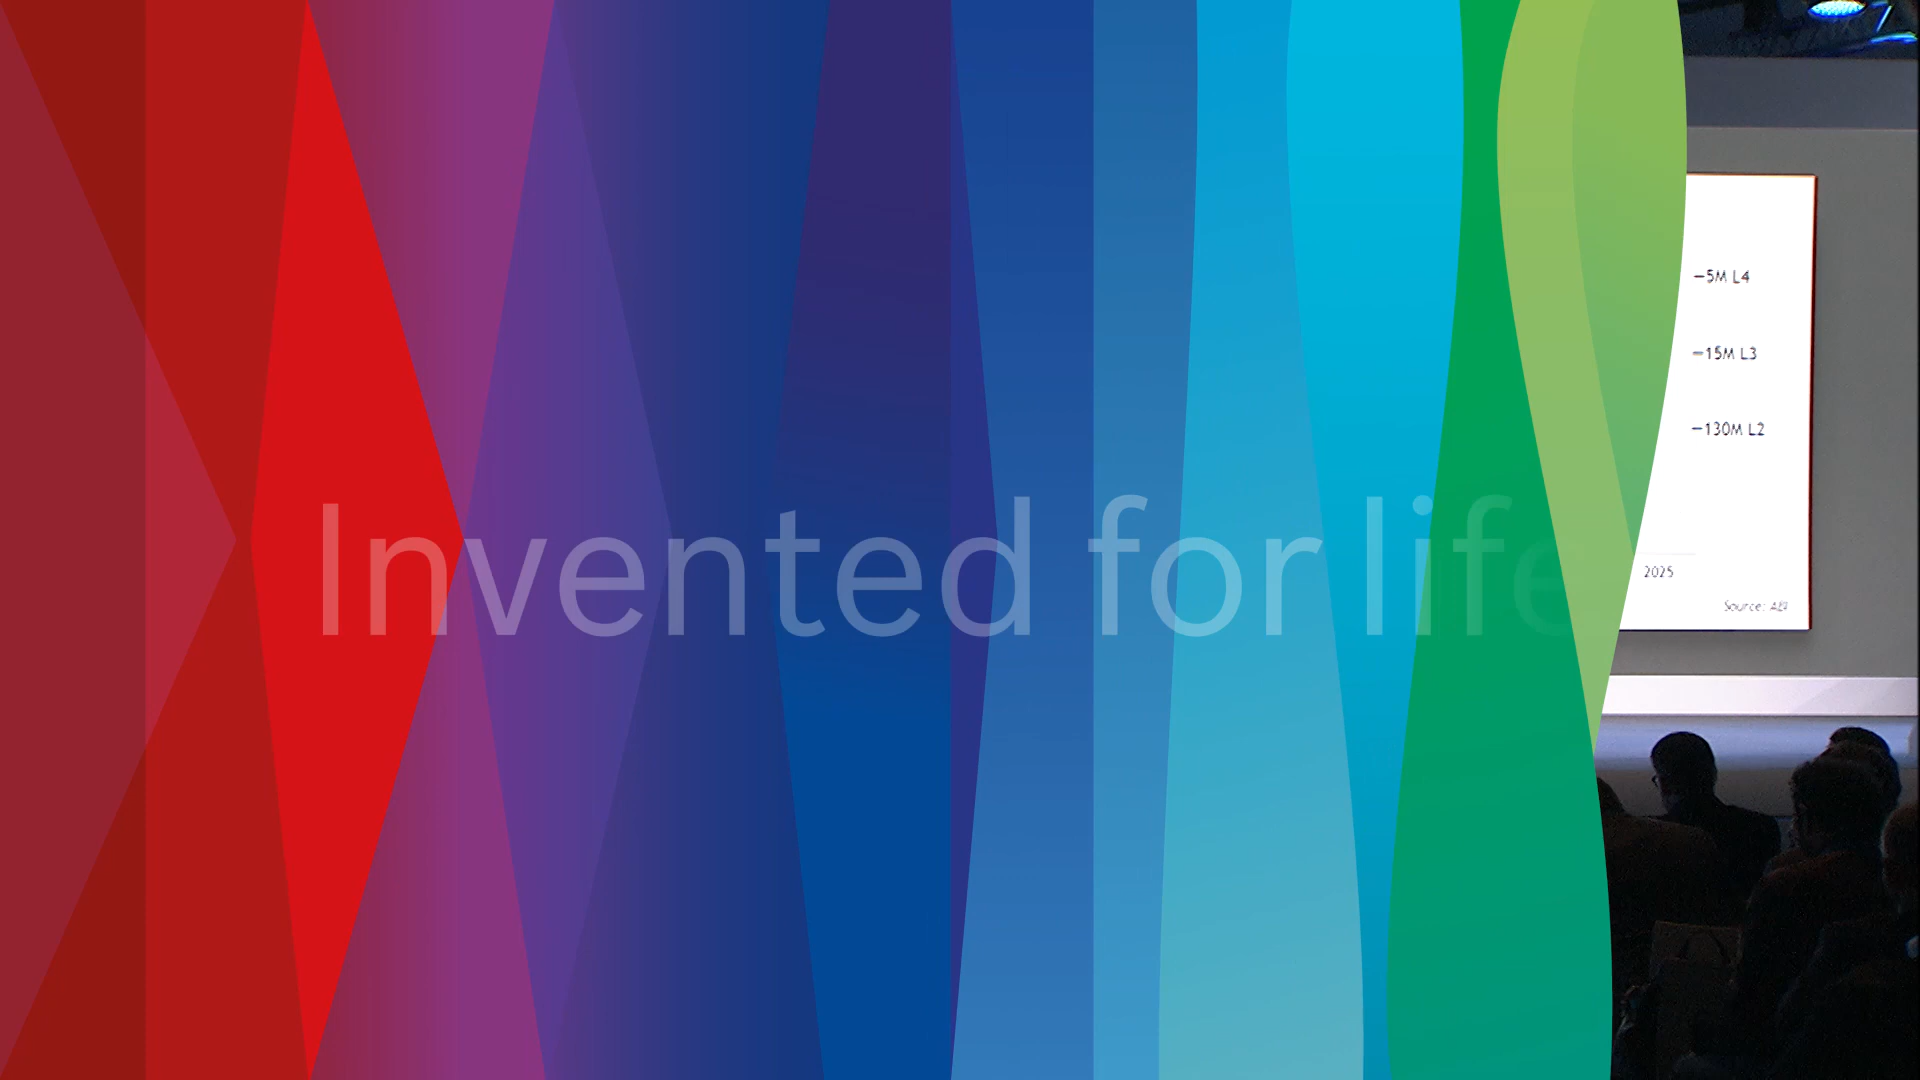 Invented for life
–5M L4
–15M L3
–130M L2
2025
Source: ABI